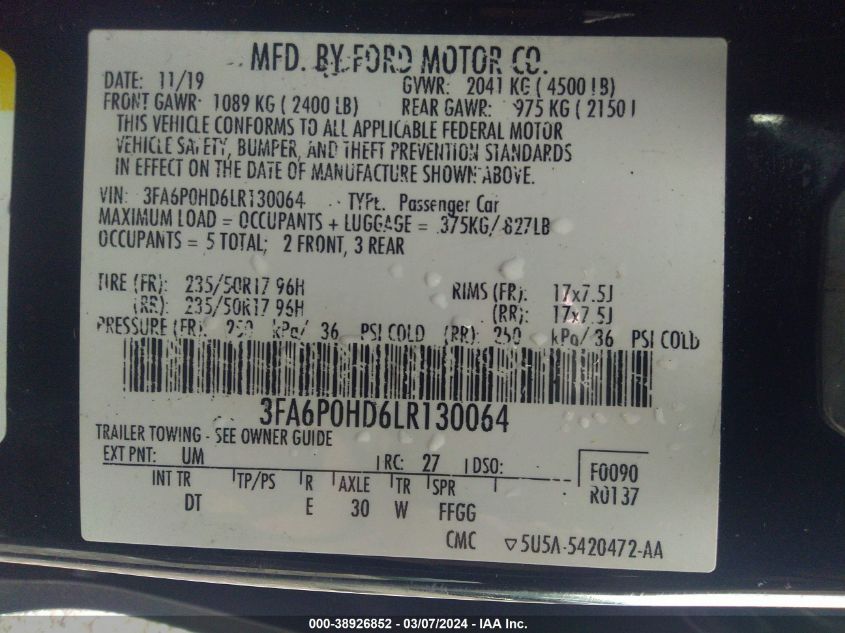 MFD. BY FORD MOTOR CO.
DATE: 11/19 GVWR: 2041 KG ( 4500 LB)
FRONT GAWR: 1089 KG ( 2400 LB) REAR GAWR: 975 KG ( 2150
THIS VEHICLE CONFORMS TO ALL APPLICABLE FEDERAL MOTOR
VEHICLE SAFETY, BUMPER, AND THEFT PREVENTION STANDARDS
IN EFFECT ON THE DATE OF MANUFACTURE SHOWN ABOVE.
VIN: 3FA6P0HD6LR130064 TYPE: Passenger Car
MAXIMUM LOAD = OCCUPANTS + LUGGAGE = 375KG/ 827LB
OCCUPANTS = 5 TOTAL; 2 FRONT, 3 REAR
TIRE (FR): 235/50R17 96H RIMS (FR): 17x7.5J
(RR): 235/50R17 96H (RR): 17x7.5J
PRESSURE (FR): 250 kPa/ 36 PSI COLD (RR): 250 kPa/ 36 PSI COLD
3FA6P0HD6LR130064
TRAILER TOWING - SEE OWNER GUIDE
EXT PNT: UM RC: 27 DSO: F0090
INT TR TP/PS R AXLE TR SPR R0137
DT E 30 W FFGG
CMC ▽5U5A-5420472-AA
000-38926852 / 03/07/2024 - © IAA Inc.